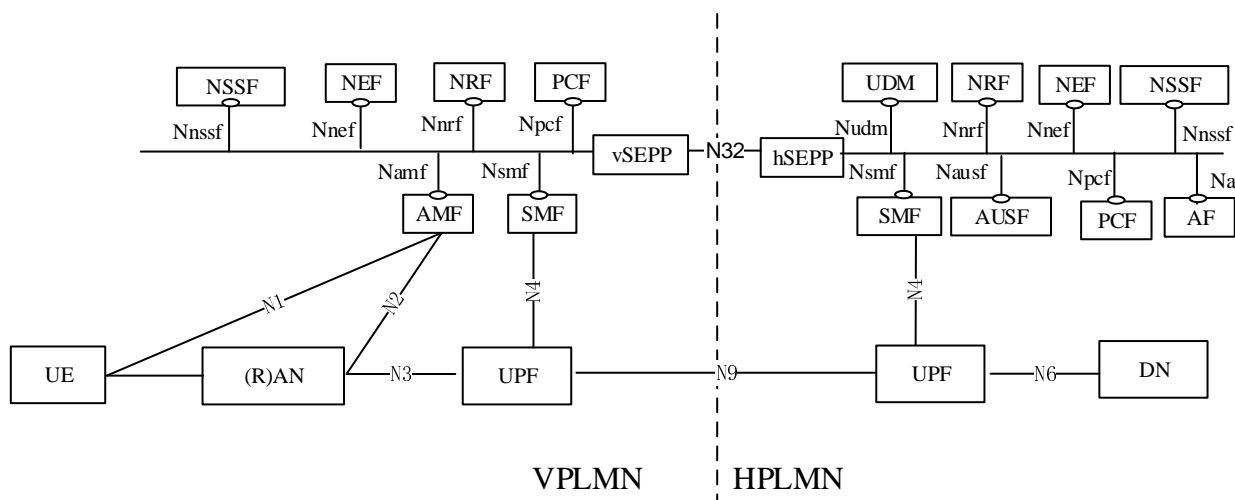 NSSF NEF NRF PCF UDM NRF NEF NSSF
Nnssf Nnef Nnrf Npcf Nudm Nnrf Nnef Nnssf
vSEPP N32 hSEPP
Namf Nsmf Nsmf Nausf Npcf Na
AMF SMF SMF AUSF PCF AF
N1 N2 N4 N4
UE (R)AN N3 UPF N9 UPF N6 DN
VPLMN HPLMN